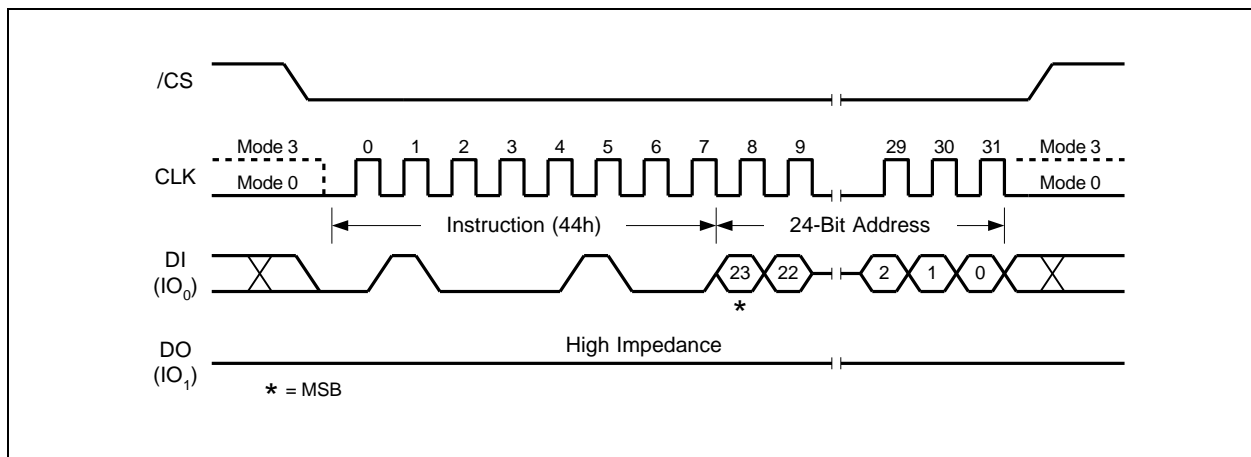 /CS
Mode 3 0 1 2 3 4 5 6 7 8 9 29 30 31 Mode 3
CLK Mode 0 Mode 0
Instruction (44h) 24-Bit Address
DI
(IO₀) 23 22 2 1 0
*
High Impedance
DO
(IO₁)
* = MSB